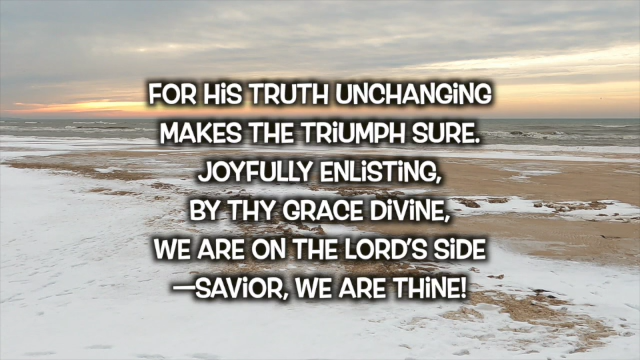 FOR HiS TRUTH UNCHANGiNG
MAKES THE TRiUMPH SURE.
JOYFULLY ENLiSTiNG,
BY THY GRACE DiViNE,
WE ARE ON THE LORD'S SiDE
—SAViOR, WE ARE THiNE!